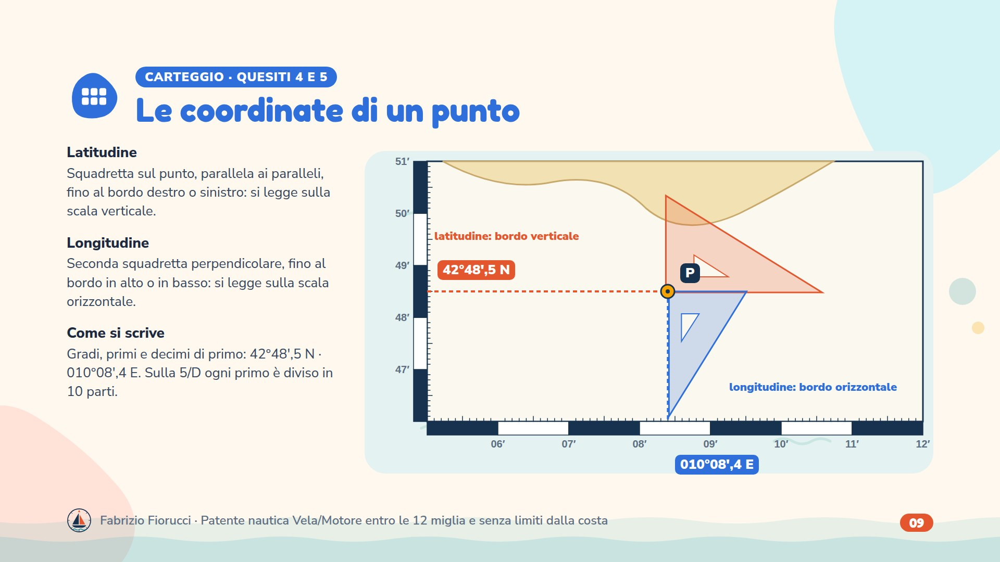 CARTEGGIO · QUESITI 4 E 5
Le coordinate di un punto
Latitudine
Squadretta sul punto, parallela ai paralleli,
fino al bordo destro o sinistro: si legge sulla
scala verticale.
Longitudine
Seconda squadretta perpendicolare, fino al
bordo in alto o in basso: si legge sulla scala
orizzontale.
Come si scrive
Gradi, primi e decimi di primo: 42°48',5 N ·
010°08',4 E. Sulla 5/D ogni primo è diviso in
10 parti.
51′
50′
latitudine: bordo verticale
49′
42°48',5 N
P
48′
47′
longitudine: bordo orizzontale
06′ 07′ 08′ 09′ 10′ 11′ 12′
010°08',4 E
Fabrizio Fiorucci · Patente nautica Vela/Motore entro le 12 miglia e senza limiti dalla costa
09